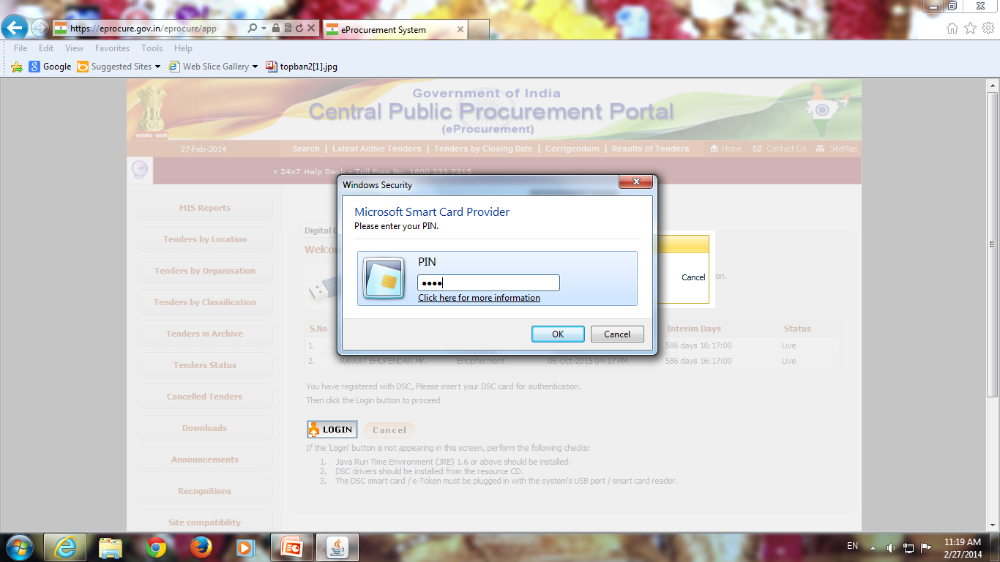 https://eprocure.gov.in/eprocure/app
eProcurement System
File Edit View Favorites Tools Help
Google Suggested Sites Web Slice Gallery topban2[1].jpg
Government of India
Central Public Procurement Portal
(eProcurement)
सत्यमेव जयते
27-Feb-2014
Search | Latest Active Tenders | Tenders by Closing Date | Corrigendum | Results of Tenders
Home Contact Us SiteMap
« 24x7 Help Desk - Toll Free No. 1800 233 7315
MIS Reports
Tenders by Location
Tenders by Organisation
Tenders by Classification
Tenders in Archive
Tenders Status
Cancelled Tenders
Downloads
Announcements
Recognitions
Site compatibility
Windows Security
Microsoft Smart Card Provider
Please enter your PIN.
PIN
●●●●
Click here for more information
OK Cancel
Digital
Cancel
on.
S.No Interim Days Status
1. 586 days 16:17:00 Live
2. RAWAT BHUPENDAR Mr. Encipherment 06-Oct-2015 04:17 PM 586 days 16:17:00 Live
You have registered with DSC, Please insert your DSC card for authentication.
Then click the Login button to proceed
LOGIN Cancel
If the 'Login' button is not appearing in this screen, perform the following checks:
1. Java Run Time Environment (JRE) 1.6 or above should be installed.
2. DSC drivers should be installed from the resource CD.
3. The DSC smart card / e-Token must be plugged in with the system's USB port / smart card reader.
EN
11:19 AM
2/27/2014